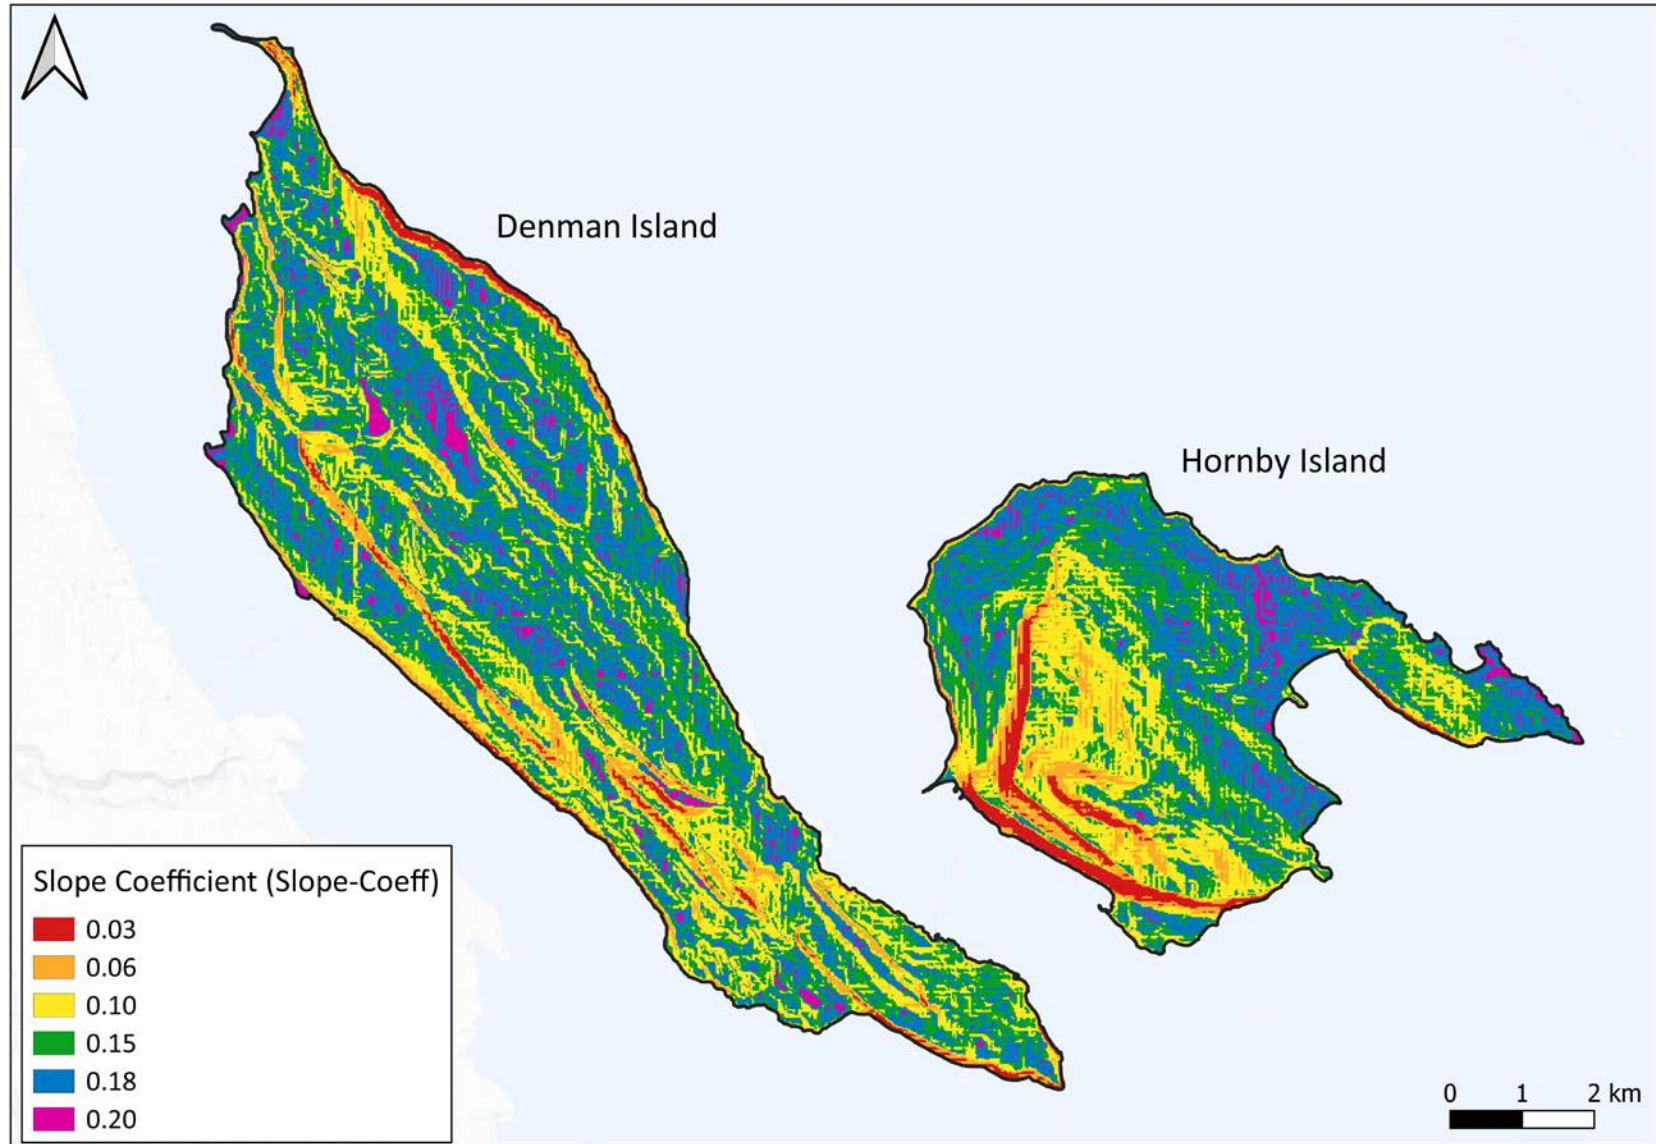 Denman Island
Hornby Island
Slope Coefficient (Slope-Coeff)
0.03
0.06
0.10
0.15
0.18
0.20
0 1 2 km